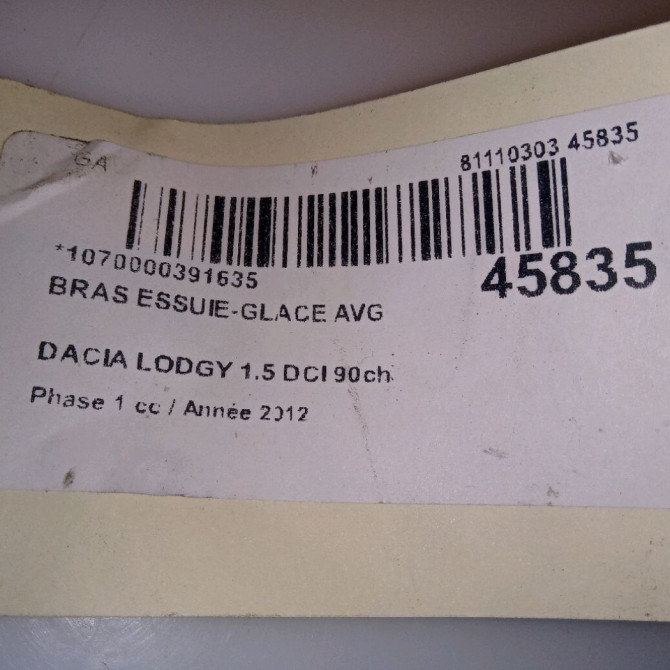 GA
81110303 45835
*1070000391635
45835
BRAS ESSUIE-GLACE AVG
DACIA LODGY 1.5 DCI 90ch
Phase 1 cc / Année 2012